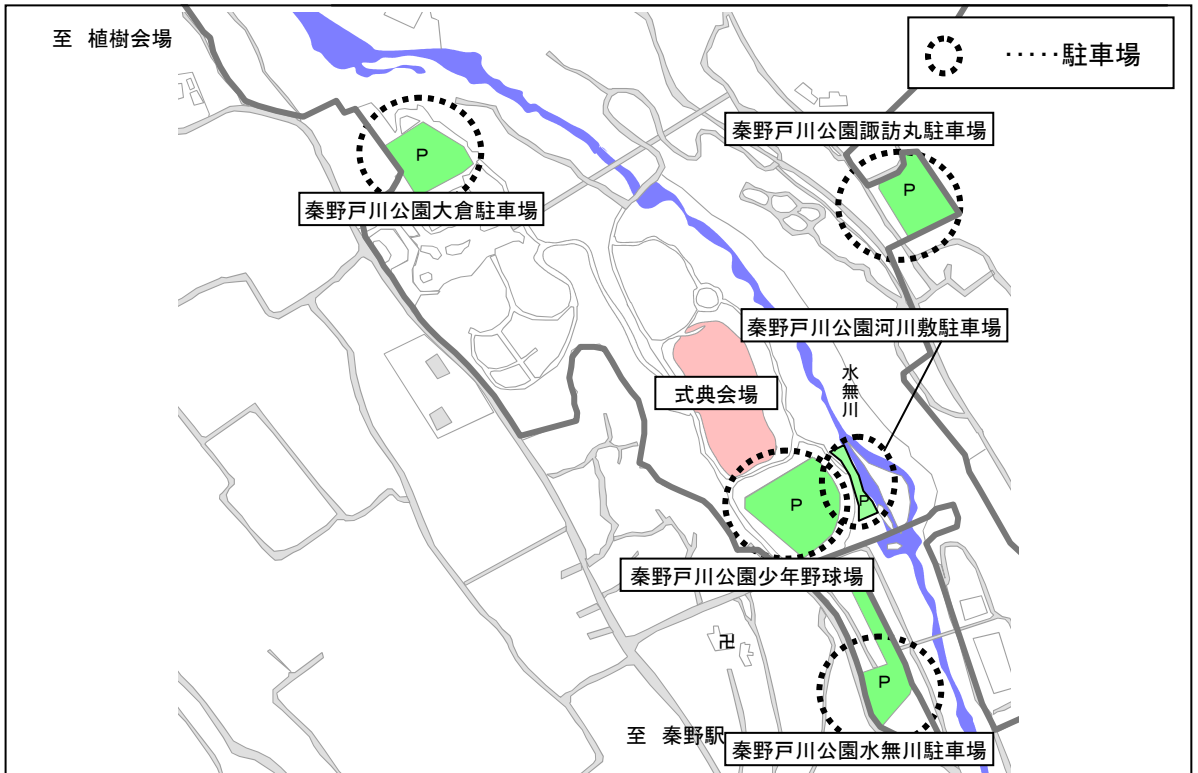 至 植樹会場
・・・・・駐車場
秦野戸川公園諏訪丸駐車場
P
P
秦野戸川公園大倉駐車場
秦野戸川公園河川敷駐車場
水無川
式典会場
P
P
秦野戸川公園少年野球場
卍
P
至 秦野駅
秦野戸川公園水無川駐車場